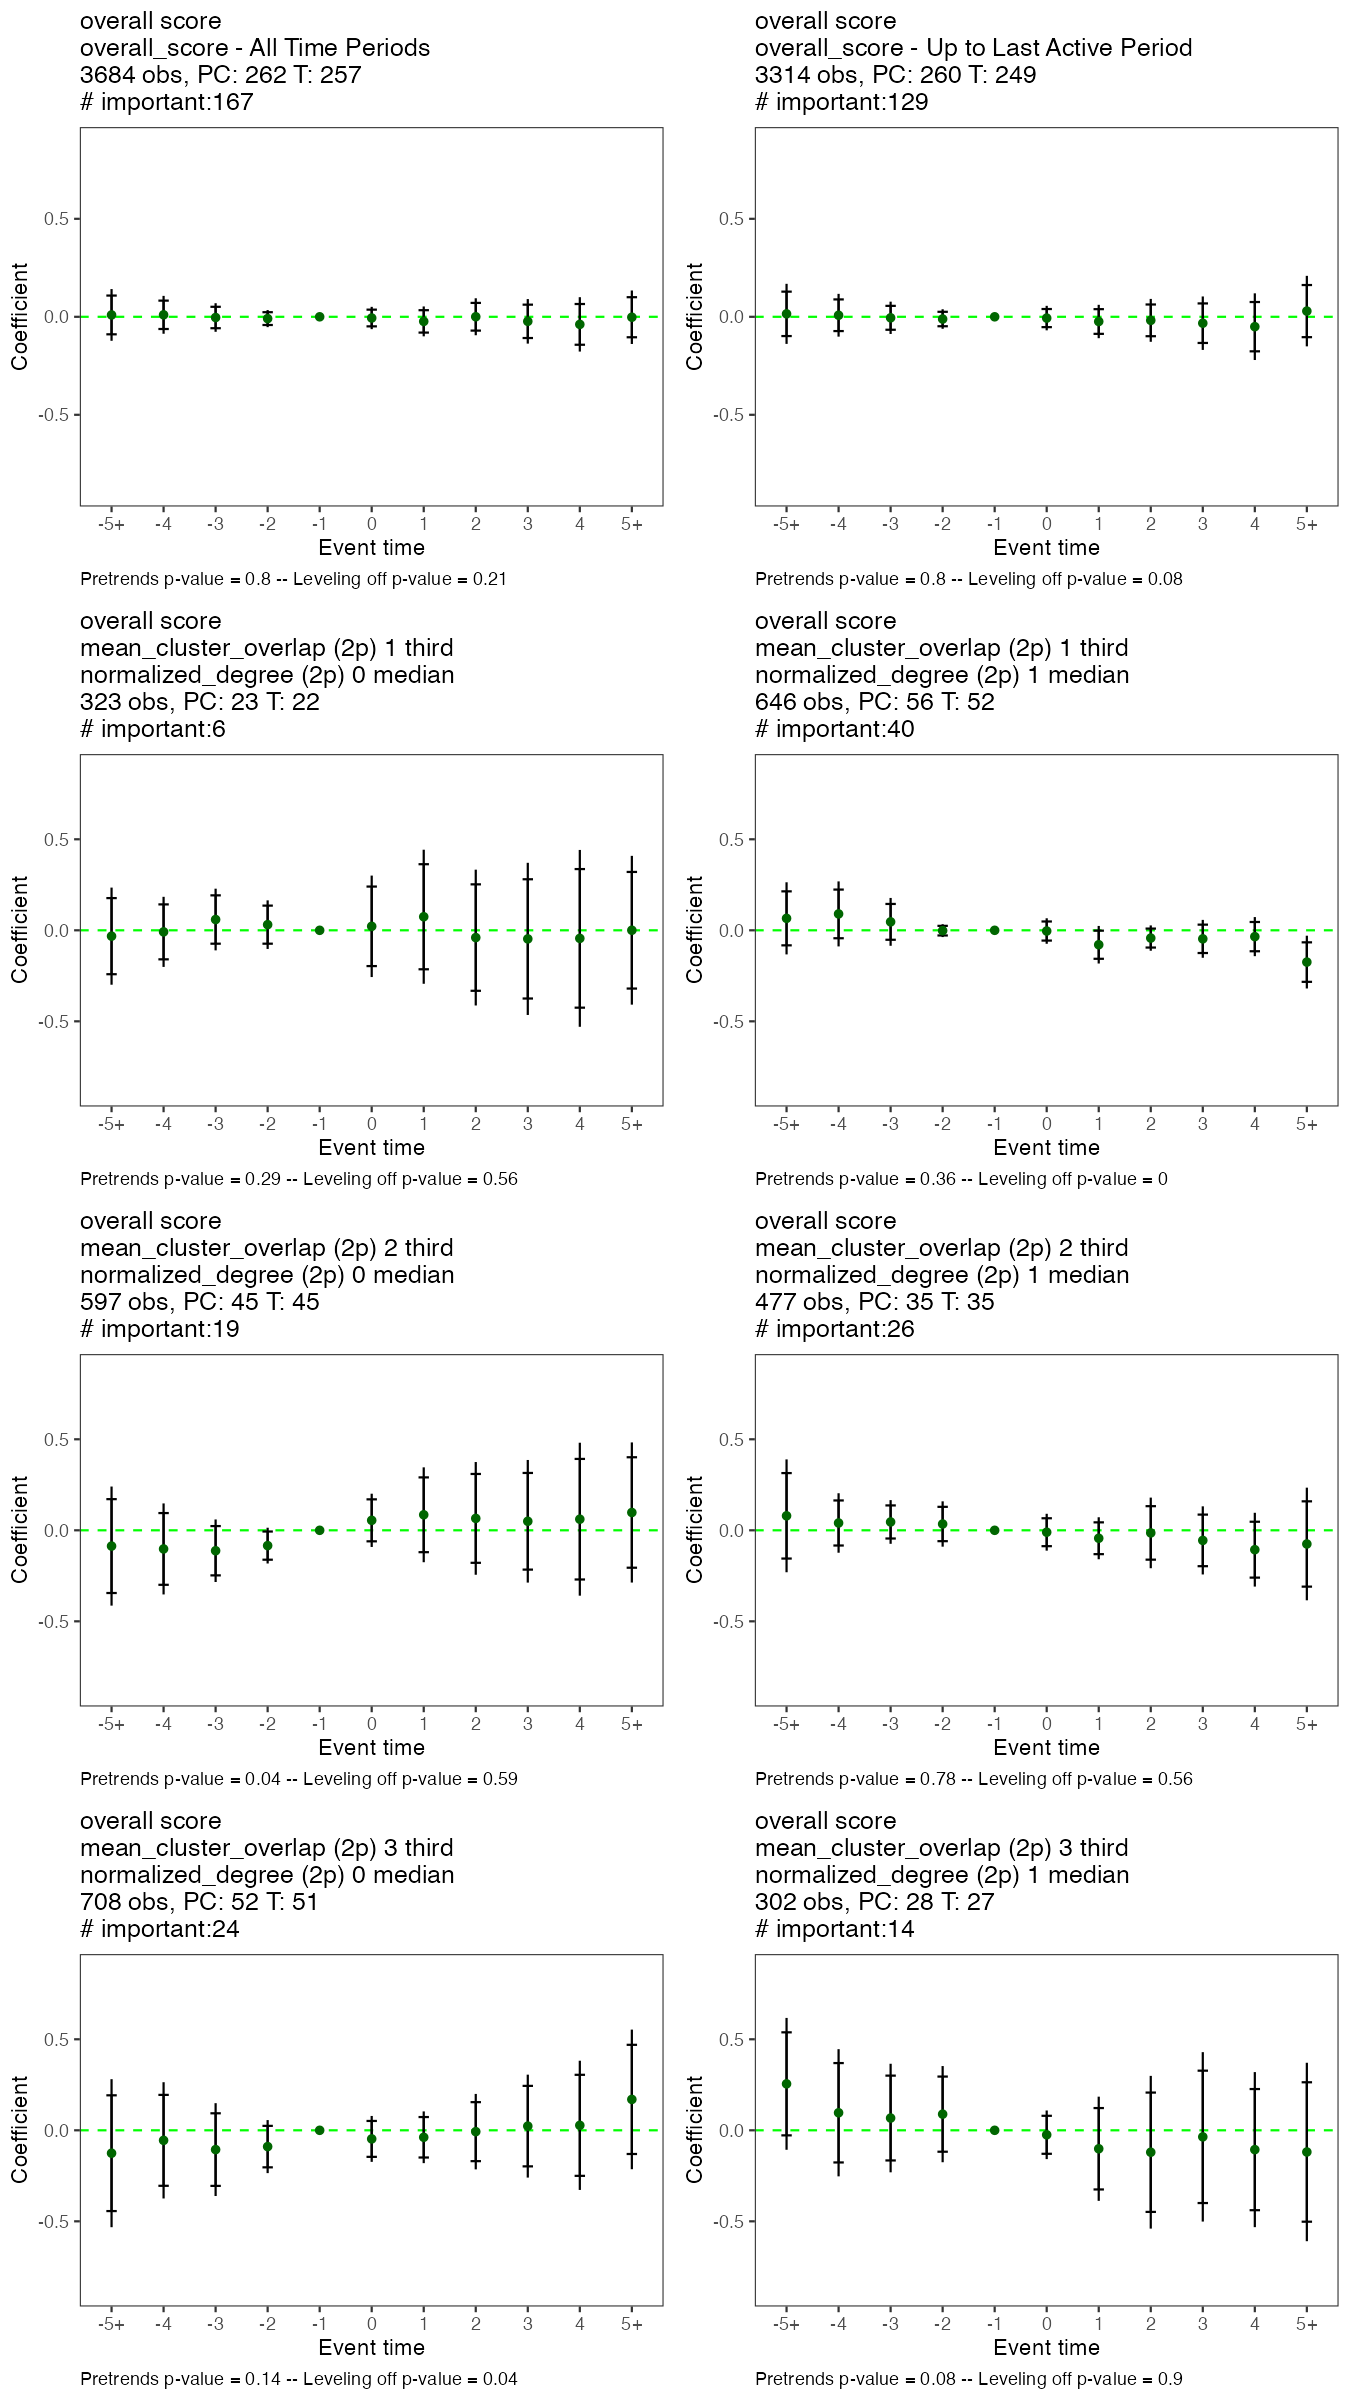 overall score
overall_score - All Time Periods
3684 obs, PC: 262 T: 257
# important:167
Coefficient
0.5
0.0
-0.5
-5+ -4 -3 -2 -1 0 1 2 3 4 5+
Event time
Pretrends p-value = 0.8 -- Leveling off p-value = 0.21
overall score
overall_score - Up to Last Active Period
3314 obs, PC: 260 T: 249
# important:129
Coefficient
0.5
0.0
-0.5
-5+ -4 -3 -2 -1 0 1 2 3 4 5+
Event time
Pretrends p-value = 0.8 -- Leveling off p-value = 0.08
overall score
mean_cluster_overlap (2p) 1 third
normalized_degree (2p) 0 median
323 obs, PC: 23 T: 22
# important:6
Coefficient
0.5
0.0
-0.5
-5+ -4 -3 -2 -1 0 1 2 3 4 5+
Event time
Pretrends p-value = 0.29 -- Leveling off p-value = 0.56
overall score
mean_cluster_overlap (2p) 1 third
normalized_degree (2p) 1 median
646 obs, PC: 56 T: 52
# important:40
Coefficient
0.5
0.0
-0.5
-5+ -4 -3 -2 -1 0 1 2 3 4 5+
Event time
Pretrends p-value = 0.36 -- Leveling off p-value = 0
overall score
mean_cluster_overlap (2p) 2 third
normalized_degree (2p) 0 median
597 obs, PC: 45 T: 45
# important:19
Coefficient
0.5
0.0
-0.5
-5+ -4 -3 -2 -1 0 1 2 3 4 5+
Event time
Pretrends p-value = 0.04 -- Leveling off p-value = 0.59
overall score
mean_cluster_overlap (2p) 2 third
normalized_degree (2p) 1 median
477 obs, PC: 35 T: 35
# important:26
Coefficient
0.5
0.0
-0.5
-5+ -4 -3 -2 -1 0 1 2 3 4 5+
Event time
Pretrends p-value = 0.78 -- Leveling off p-value = 0.56
overall score
mean_cluster_overlap (2p) 3 third
normalized_degree (2p) 0 median
708 obs, PC: 52 T: 51
# important:24
Coefficient
0.5
0.0
-0.5
-5+ -4 -3 -2 -1 0 1 2 3 4 5+
Event time
Pretrends p-value = 0.14 -- Leveling off p-value = 0.04
overall score
mean_cluster_overlap (2p) 3 third
normalized_degree (2p) 1 median
302 obs, PC: 28 T: 27
# important:14
Coefficient
0.5
0.0
-0.5
-5+ -4 -3 -2 -1 0 1 2 3 4 5+
Event time
Pretrends p-value = 0.08 -- Leveling off p-value = 0.9